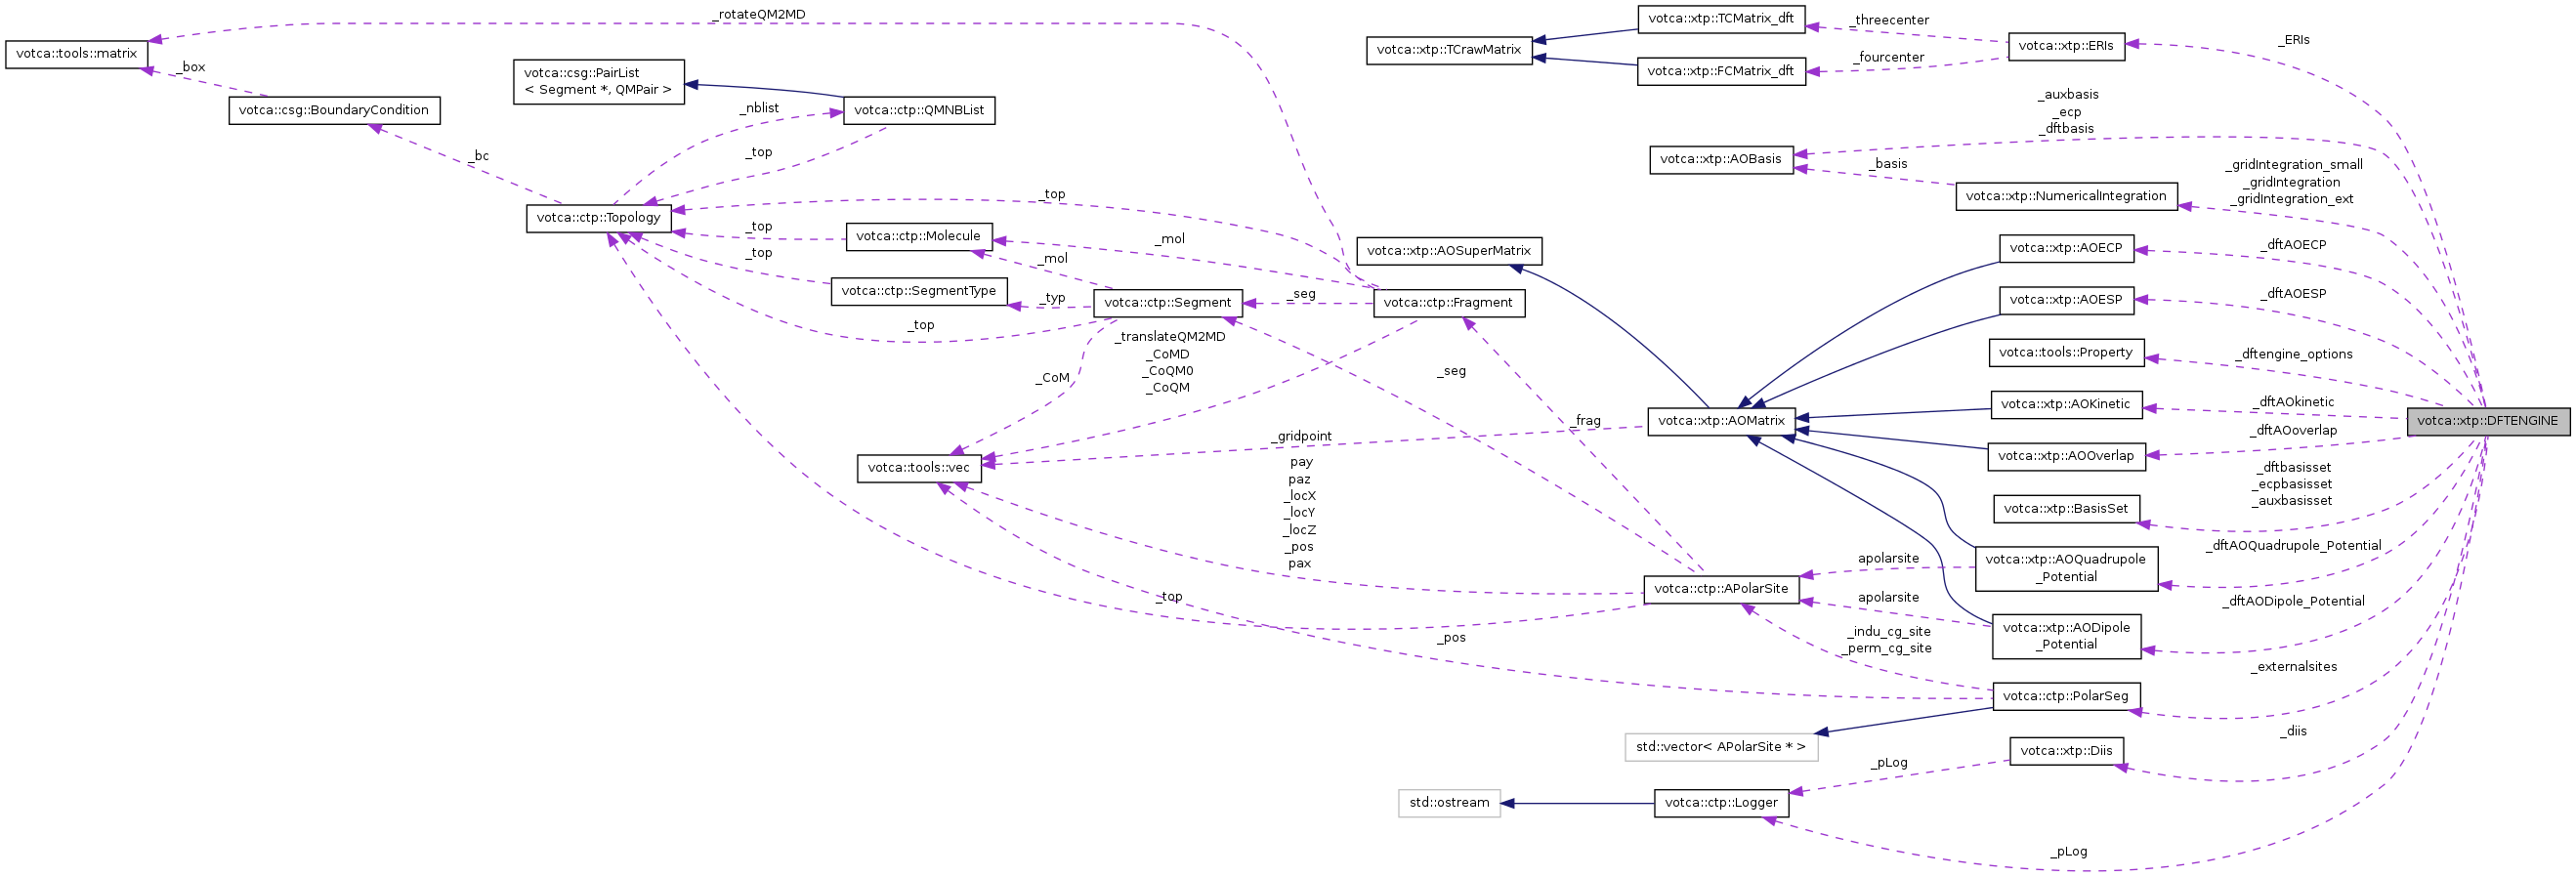 _rotateQM2MD
votca::tools::matrix
_box
votca::csg::BoundaryCondition
_bc
votca::csg::PairList
< Segment *, QMPair >
_nblist
votca::ctp::QMNBList
_top
votca::ctp::Topology
_top
votca::ctp::Molecule
_top
_top
votca::ctp::SegmentType
_mol
_mol
_typ
votca::ctp::Segment
_top
_seg
votca::ctp::Fragment
_CoM
_translateQM2MD
_CoMD
_CoQM0
_CoQM
votca::tools::vec
_gridpoint
pay
paz
_locX
_locY
_locZ
_pos
pax
_top
_pos
_seg
_frag
votca::xtp::TCrawMatrix
votca::xtp::TCMatrix_dft
votca::xtp::FCMatrix_dft
_threecenter
_fourcenter
votca::xtp::ERIs
_ERIs
_auxbasis
_ecp
_dftbasis
votca::xtp::AOBasis
_basis
votca::xtp::NumericalIntegration
_gridIntegration_small
_gridIntegration
_gridIntegration_ext
votca::xtp::AOSuperMatrix
votca::xtp::AOECP
_dftAOECP
votca::xtp::AOESP
_dftAOESP
votca::tools::Property
_dftengine_options
votca::xtp::AOKinetic
_dftAOkinetic
votca::xtp::AOMatrix
votca::xtp::DFTENGINE
_dftAOoverlap
votca::xtp::AOOverlap
_dftbasisset
_ecpbasisset
_auxbasisset
votca::xtp::BasisSet
_dftAOQuadrupole_Potential
votca::xtp::AOQuadrupole
_Potential
apolarsite
votca::ctp::APolarSite
apolarsite
_dftAODipole_Potential
votca::xtp::AODipole
_Potential
_indu_cg_site
_perm_cg_site
_externalsites
votca::ctp::PolarSeg
std::vector< APolarSite * >
_diis
votca::xtp::Diis
_pLog
votca::ctp::Logger
std::ostream
_pLog